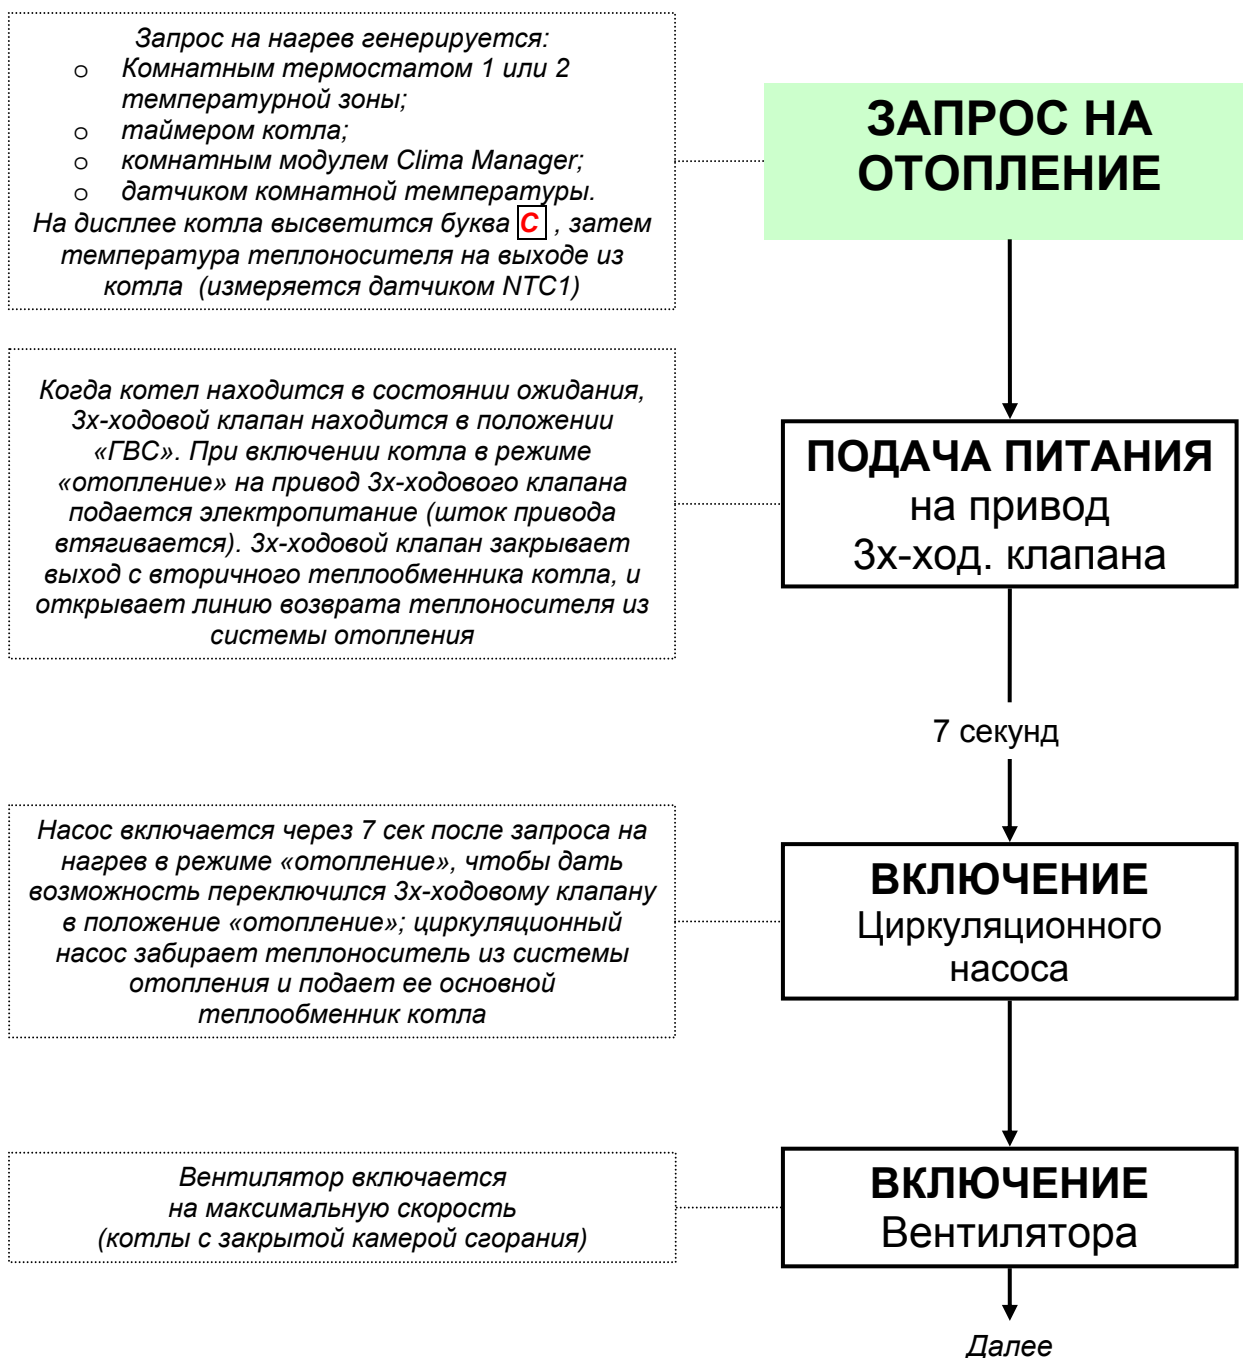 Запрос на нагрев генерируется:
o Комнатным термостатом 1 или 2
температурной зоны;
o таймером котла;
o комнатным модулем Clima Manager;
o датчиком комнатной температуры.
На дисплее котла высветится буква C , затем
температура теплоносителя на выходе из
котла (измеряется датчиком NTC1)
ЗАПРОС НА
ОТОПЛЕНИЕ
Когда котел находится в состоянии ожидания,
3х-ходовой клапан находится в положении
«ГВС». При включении котла в режиме
«отопление» на привод 3х-ходового клапана
подается электропитание (шток привода
втягивается). 3х-ходовой клапан закрывает
выход с вторичного теплообменника котла, и
открывает линию возврата теплоносителя из
системы отопления
ПОДАЧА ПИТАНИЯ
на привод
3х-ход. клапана
7 секунд
Насос включается через 7 сек после запроса на
нагрев в режиме «отопление», чтобы дать
возможность переключился 3х-ходовому клапану
в положение «отопление»; циркуляционный
насос забирает теплоноситель из системы
отопления и подает ее основной
теплообменник котла
ВКЛЮЧЕНИЕ
Циркуляционного
насоса
Вентилятор включается
на максимальную скорость
(котлы с закрытой камерой сгорания)
ВКЛЮЧЕНИЕ
Вентилятора
Далее